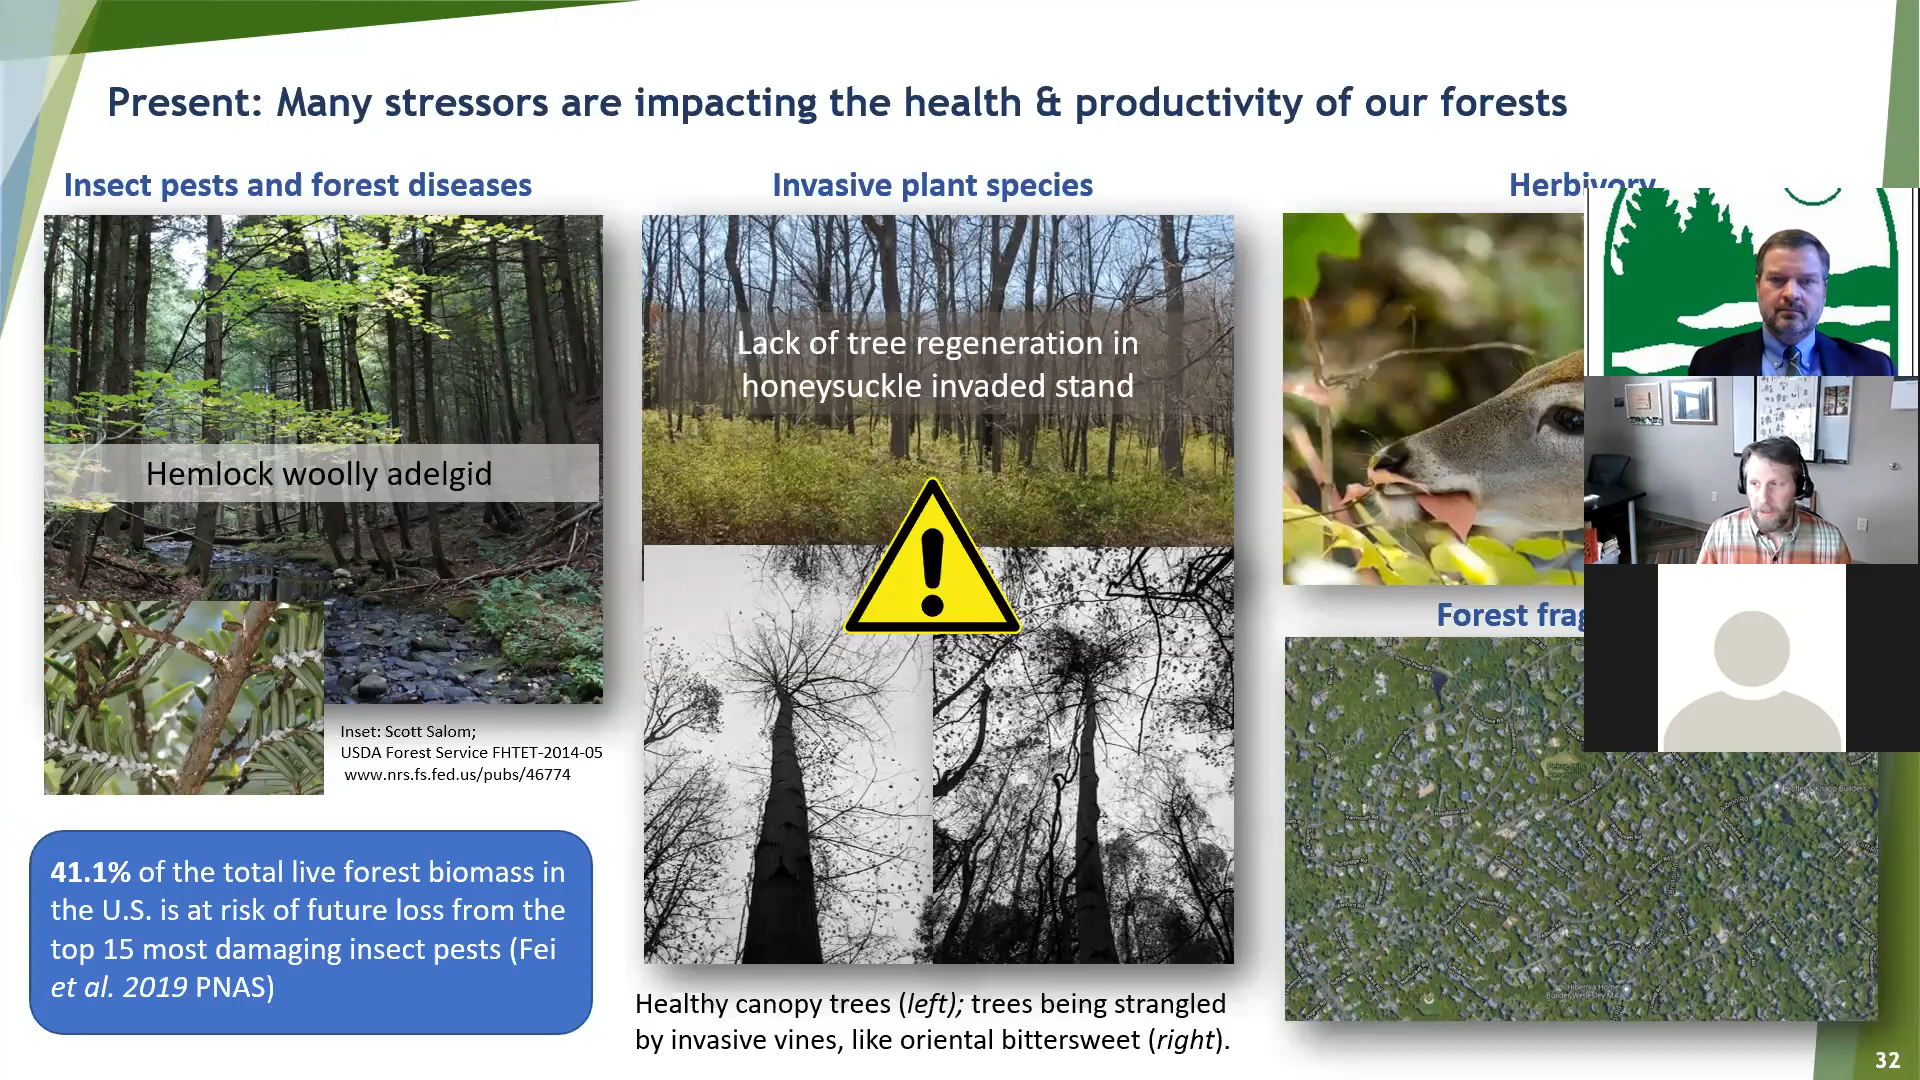 Present: Many stressors are impacting the health & productivity of our forests
Insect pests and forest diseases
Hemlock woolly adelgid
Inset: Scott Salom;
USDA Forest Service FHTET-2014-05
www.nrs.fs.fed.us/pubs/46774
41.1% of the total live forest biomass in
the U.S. is at risk of future loss from the
top 15 most damaging insect pests (Fei
et al. 2019 PNAS)
Invasive plant species
Lack of tree regeneration in
honeysuckle invaded stand
Healthy canopy trees (left); trees being strangled
by invasive vines, like oriental bittersweet (right).
Herbivory
Forest frag
32